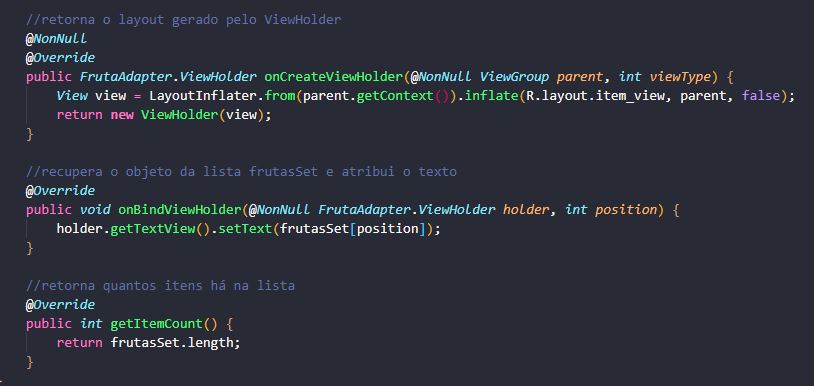 //retorna o layout gerado pelo ViewHolder
@NonNull
@Override
public FrutaAdapter.ViewHolder onCreateViewHolder(@NonNull ViewGroup parent, int viewType) {
View view = LayoutInflater.from(parent.getContext()).inflate(R.layout.item_view, parent, false);
return new ViewHolder(view);
}
//recupera o objeto da lista frutasSet e atribui o texto
@Override
public void onBindViewHolder(@NonNull FrutaAdapter.ViewHolder holder, int position) {
holder.getTextView().setText(frutasSet[position]);
}
//retorna quantos itens há na lista
@Override
public int getItemCount() {
return frutasSet.length;
}